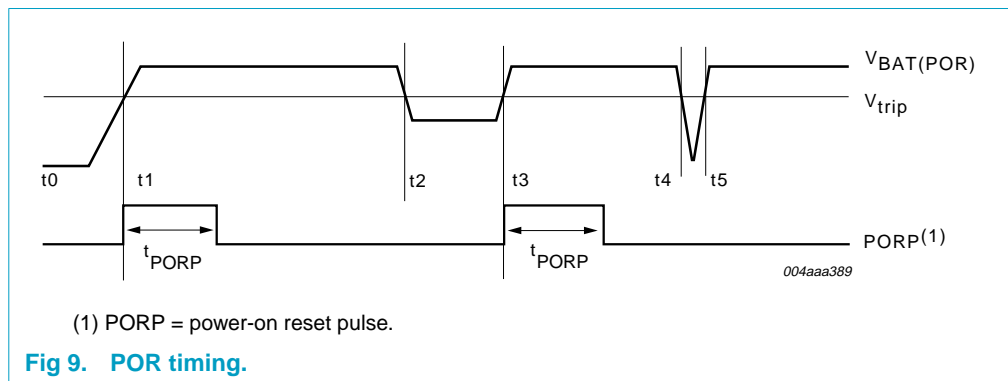 VBAT(POR)
Vtrip
t0 t1 t2 t3 t4 t5
tPORP tPORP PORP(1)
004aaa389
(1) PORP = power-on reset pulse.
Fig 9. POR timing.